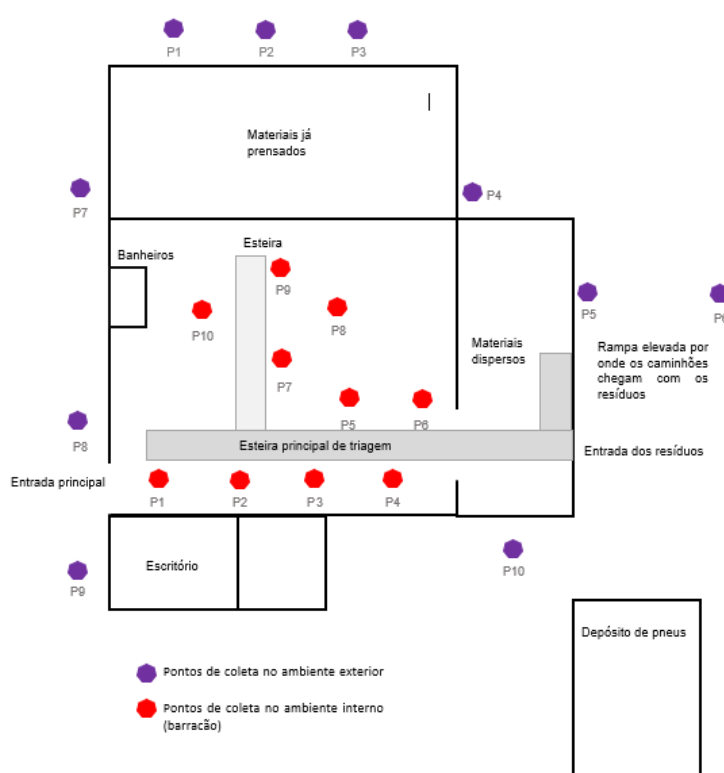 P1
P2
P3
Materiais já
prensados
P7
P4
Banheiros
Esteira
P9
P10
P8
P5
P6
Materiais
dispersos
Rampa elevada por
onde os caminhões
chegam com os
resíduos
P7
P5
P6
P8
Esteira principal de triagem
Entrada dos resíduos
Entrada principal
P1
P2
P3
P4
Escritório
P9
P10
Depósito de pneus
Pontos de coleta no ambiente exterior
Pontos de coleta no ambiente interno
(barracão)